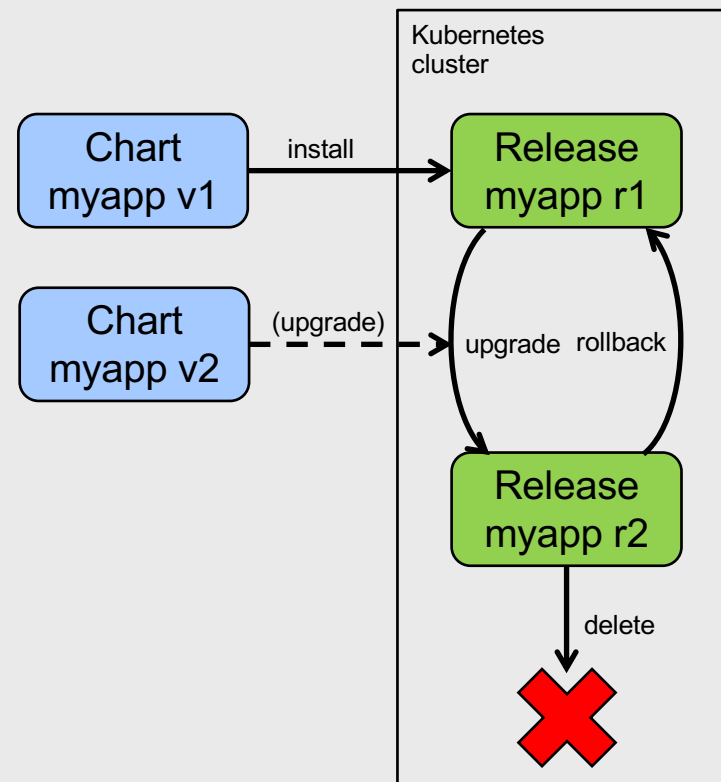 Kubernetes
cluster
Chart
myapp v1
install
Release
myapp r1
Chart
myapp v2
(upgrade)
upgrade
rollback
Release
myapp r2
delete